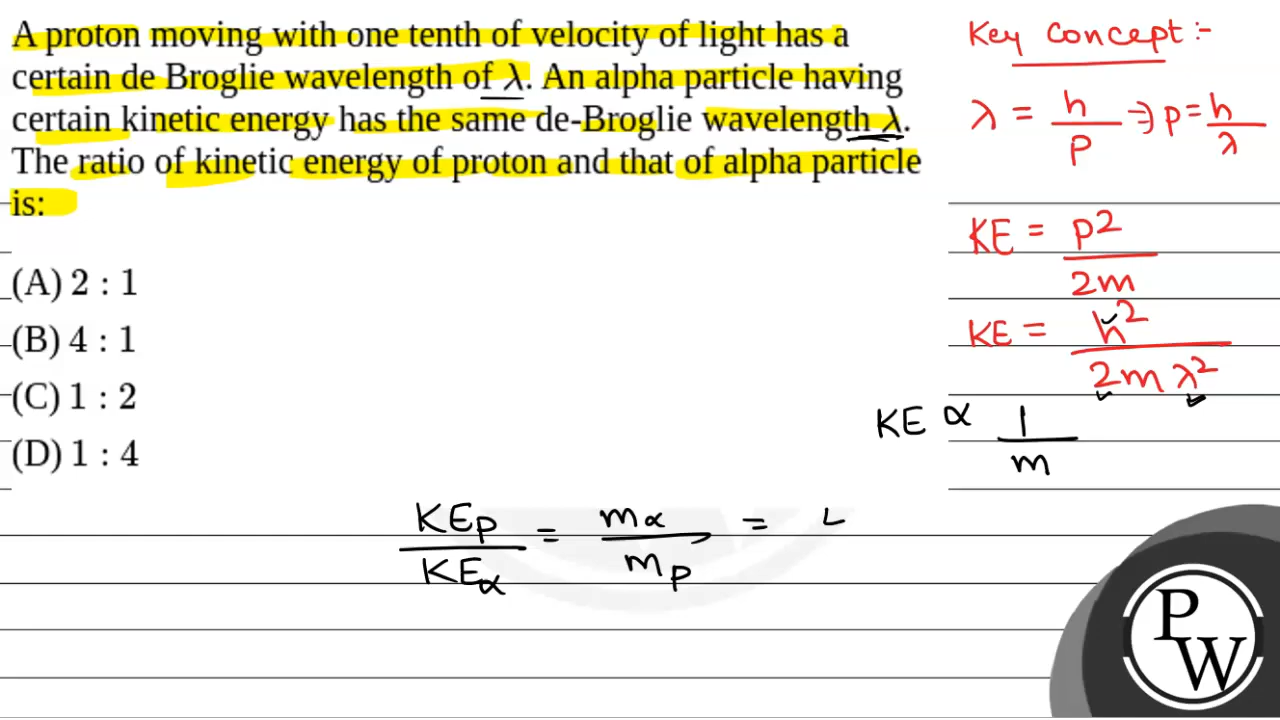 A proton moving with one tenth of velocity of light has a
certain de Broglie wavelength of λ. An alpha particle having
certain kinetic energy has the same de-Broglie wavelength λ.
The ratio of kinetic energy of proton and that of alpha particle
is:
(A) 2 : 1
(B) 4 : 1
(C) 1 : 2
(D) 1 : 4
Key Concept :-
λ = h/p ⇒ p = h/λ
KE = p²/2m
KE = h²/2mλ²
KE ∝ 1/m
KEp/KEα = mα/mp =
PW